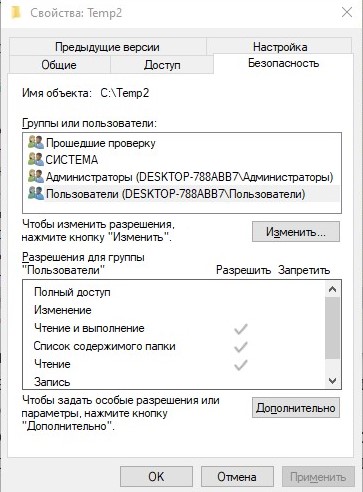 Свойства: Temp2
Предыдущие версии
Настройка
Общие
Доступ
Безопасность
Имя объекта: C:\Temp2
Группы или пользователи:
Прошедшие проверку
СИСТЕМА
Администраторы (DESKTOP-788ABB7\Администраторы)
Пользователи (DESKTOP-788ABB7\Пользователи)
Чтобы изменить разрешения,
нажмите кнопку "Изменить".
Изменить...
Разрешения для группы
"Пользователи"
Разрешить
Запретить
Полный доступ
Изменение
Чтение и выполнение
Список содержимого папки
Чтение
Запись
Чтобы задать особые разрешения или
параметры, нажмите кнопку
"Дополнительно".
Дополнительно
ОК
Отмена
Применить